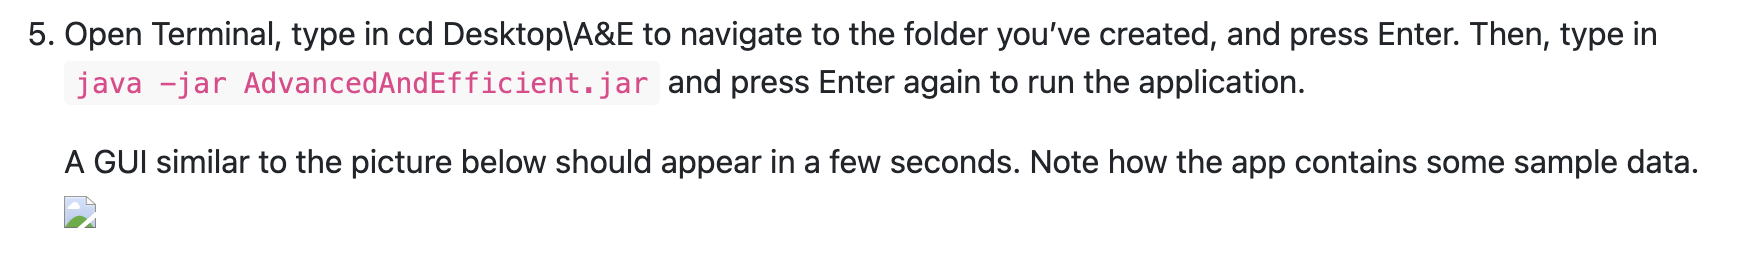 5. Open Terminal, type in cd Desktop\A&E to navigate to the folder you’ve created, and press Enter. Then, type in
java -jar AdvancedAndEfficient.jar and press Enter again to run the application.
A GUI similar to the picture below should appear in a few seconds. Note how the app contains some sample data.